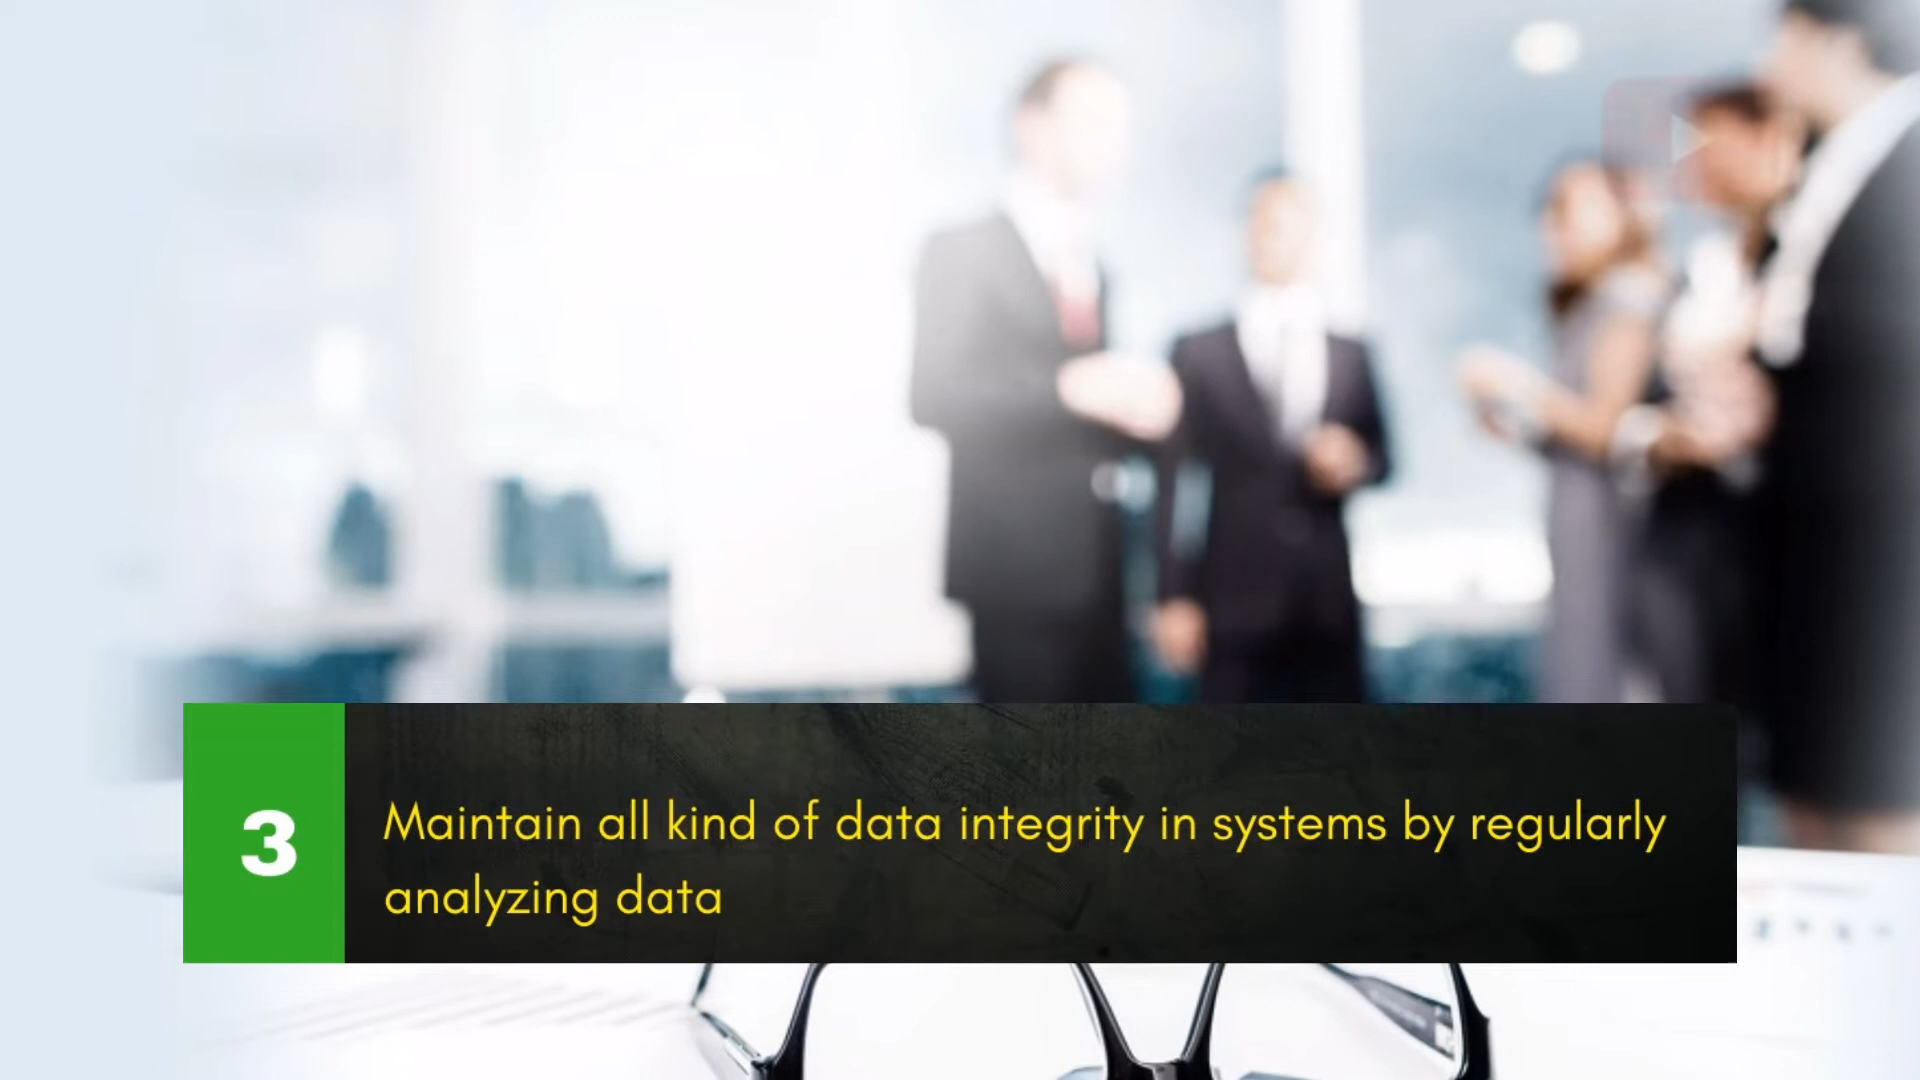 3
Maintain all kind of data integrity in systems by regularly
analyzing data